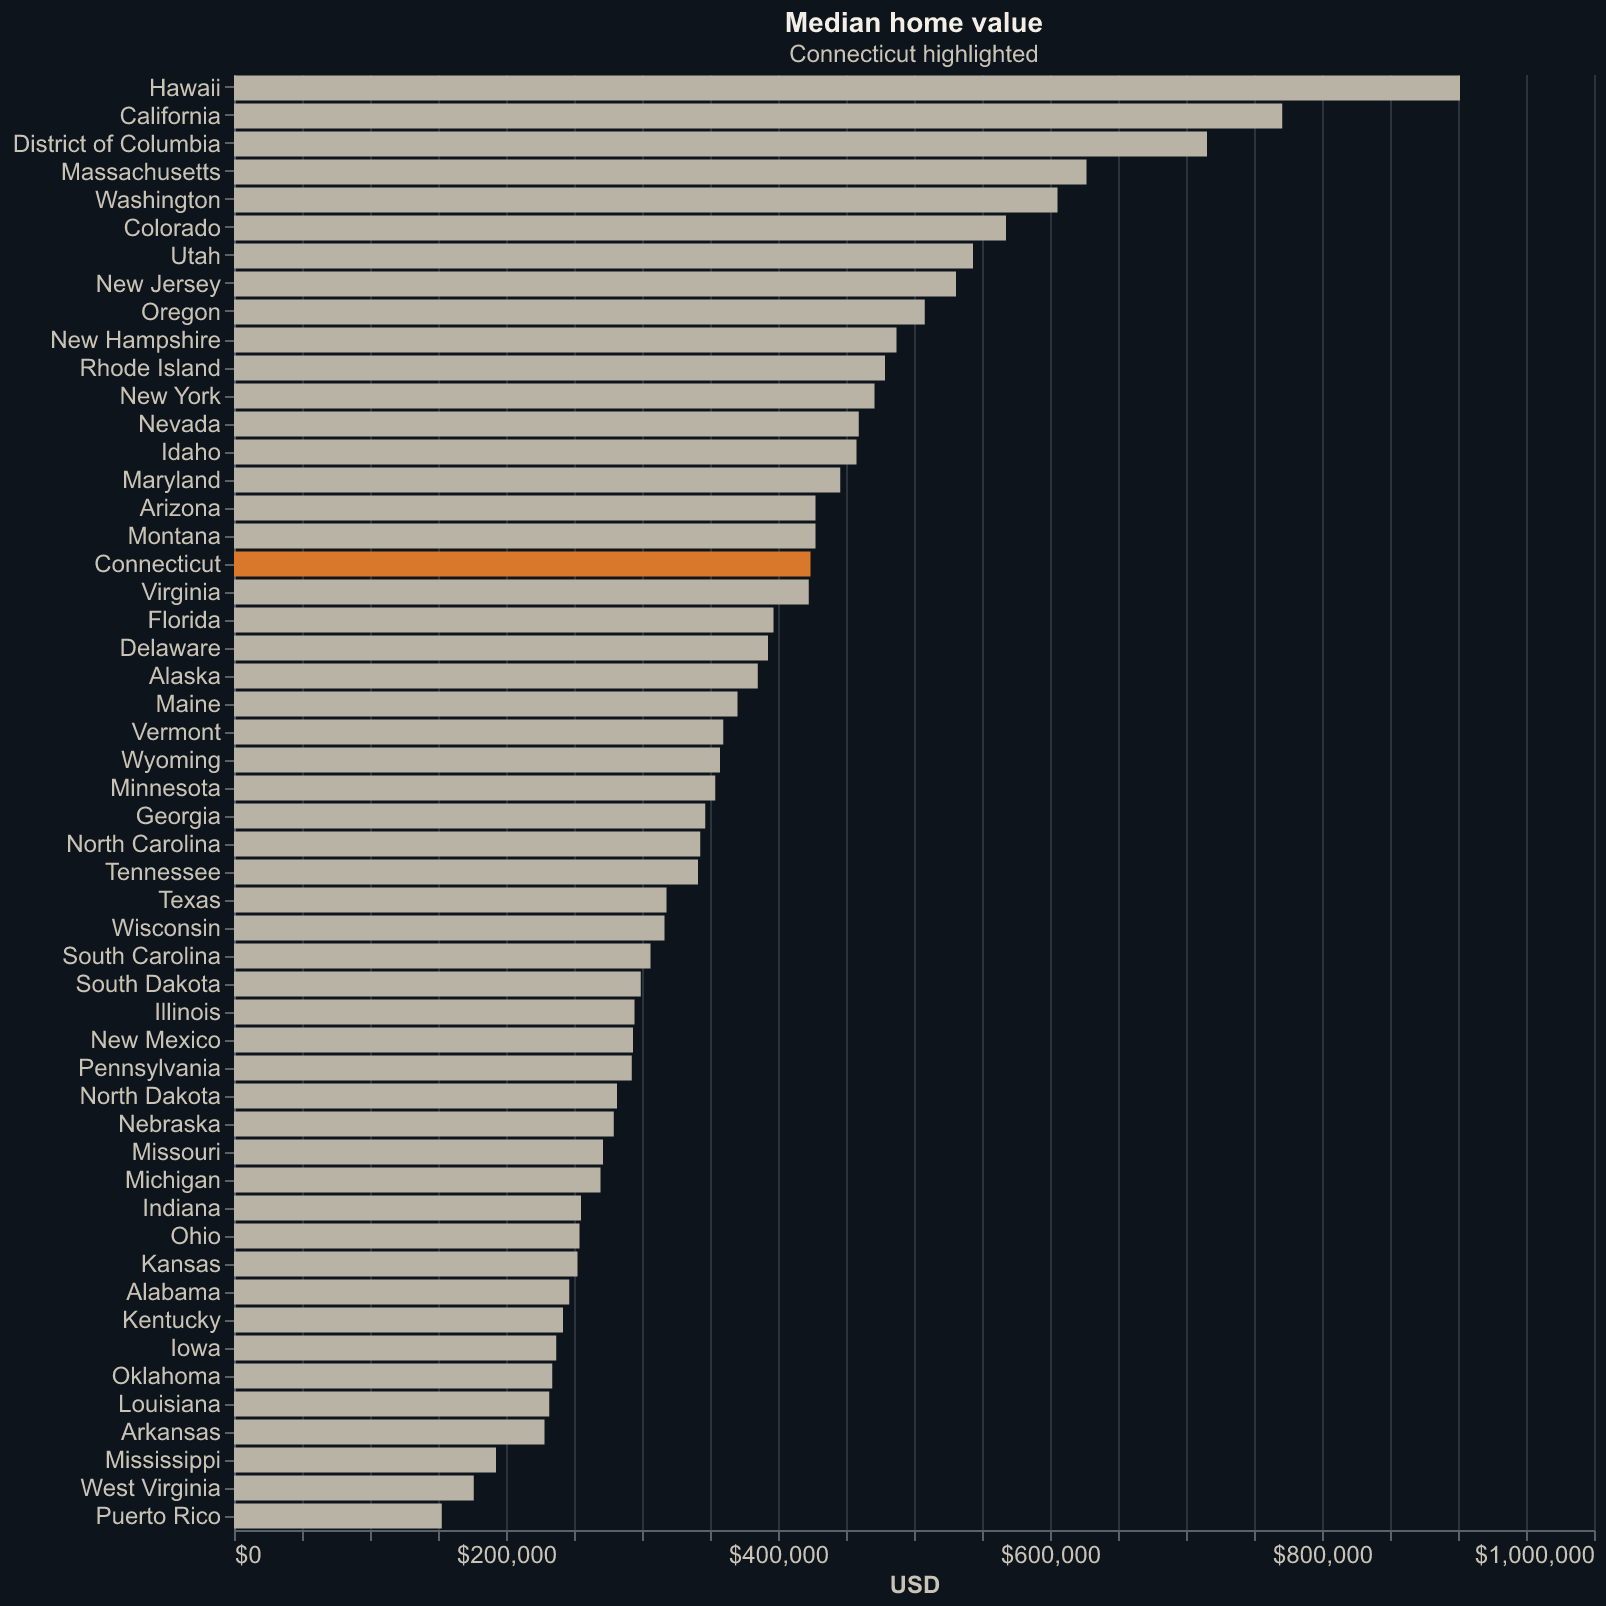 Median home value
Connecticut highlighted
Hawaii
California
District of Columbia
Massachusetts
Washington
Colorado
Utah
New Jersey
Oregon
New Hampshire
Rhode Island
New York
Nevada
Idaho
Maryland
Arizona
Montana
Connecticut
Virginia
Florida
Delaware
Alaska
Maine
Vermont
Wyoming
Minnesota
Georgia
North Carolina
Tennessee
Texas
Wisconsin
South Carolina
South Dakota
Illinois
New Mexico
Pennsylvania
North Dakota
Nebraska
Missouri
Michigan
Indiana
Ohio
Kansas
Alabama
Kentucky
Iowa
Oklahoma
Louisiana
Arkansas
Mississippi
West Virginia
Puerto Rico
$0 $200,000 $400,000 $600,000 $800,000 $1,000,000
USD